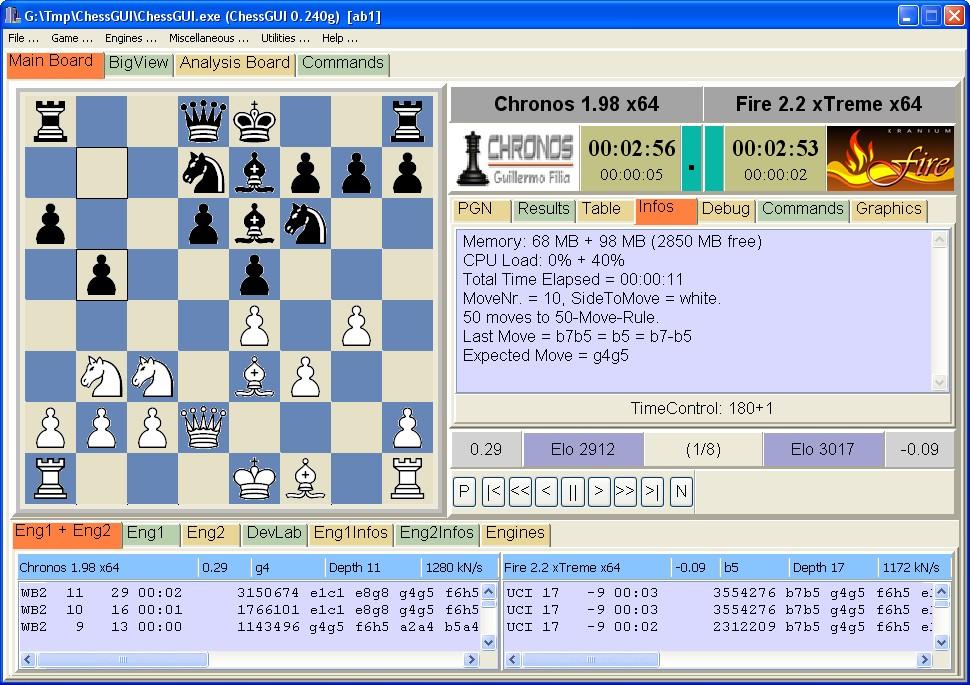 G:\Tmp\ChessGUI\ChessGUI.exe (ChessGUI 0.240g) [ab1]
File ... Game ... Engines ... Miscellaneous ... Utilities ... Help ...
Main Board BigView Analysis Board Commands
Chronos 1.98 x64 Fire 2.2 xTreme x64
CHRONOS
Guillermo Filia
00:02:56
00:00:05
.
00:02:53
00:00:02
KRANIUM
fire
PGN Results Table Infos Debug Commands Graphics
Memory: 68 MB + 98 MB (2850 MB free)
CPU Load: 0% + 40%
Total Time Elapsed = 00:00:11
MoveNr. = 10, SideToMove = white.
50 moves to 50-Move-Rule.
Last Move = b7b5 = b5 = b7-b5
Expected Move = g4g5
TimeControl: 180+1
0.29 Elo 2912 (1/8) Elo 3017 -0.09
P |< << < || > >> >| N
Eng1 + Eng2 Eng1 Eng2 DevLab Eng1Infos Eng2Infos Engines
Chronos 1.98 x64 0.29 g4 Depth 11 1280 kN/s
WB2 11 29 00:02 3150674 e1c1 e8g8 g4g5 f6h5
WB2 10 16 00:01 1766101 e1c1 e8g8 g4g5 f6h5
WB2 9 13 00:00 1143496 g4g5 f6h5 a2a4 b5a4
Fire 2.2 xTreme x64 -0.09 b5 Depth 17 1172 kN/s
UCI 17 -9 00:03 3554276 b7b5 g4g5 f6h5
UCI 17 -9 00:03 3554276 b7b5 g4g5 f6h5
UCI 17 -9 00:02 2312209 b7b5 g4g5 f6h5